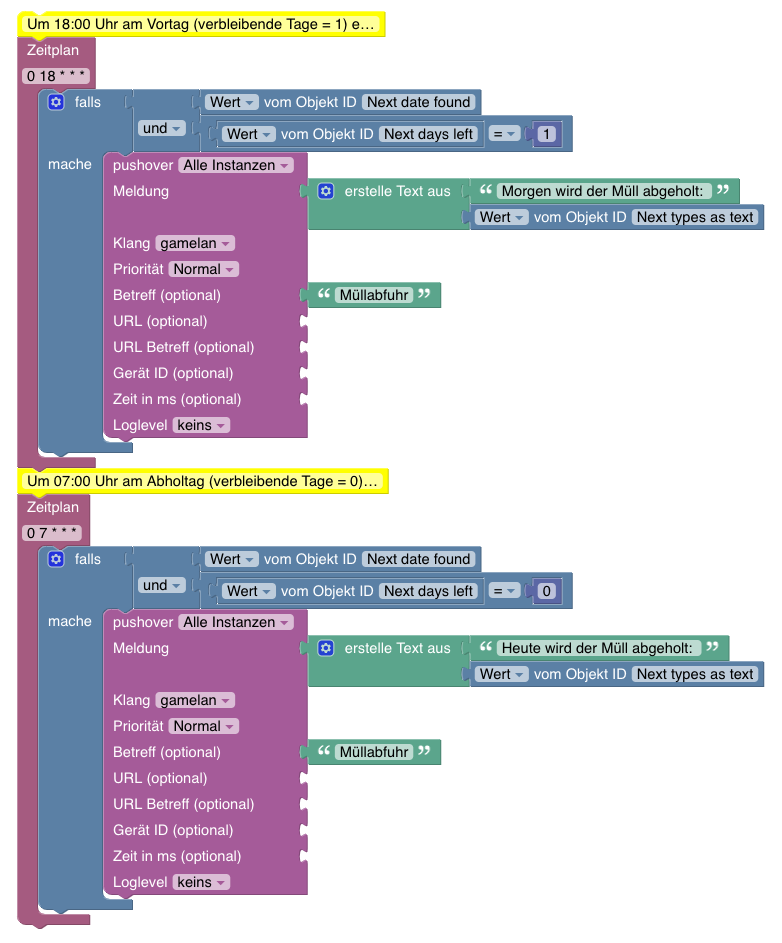 Um 18:00 Uhr am Vortag (verbleibende Tage = 1) e...
Zeitplan
0 18 * * *
falls
Wert vom Objekt ID Next date found
und
Wert vom Objekt ID Next days left = 1
mache
pushover Alle Instanzen
Meldung erstelle Text aus “ Morgen wird der Müll abgeholt: ”
Wert vom Objekt ID Next types as text
Klang gamelan
Priorität Normal
Betreff (optional) “ Müllabfuhr ”
URL (optional)
URL Betreff (optional)
Gerät ID (optional)
Zeit in ms (optional)
Loglevel keins
Um 07:00 Uhr am Abholtag (verbleibende Tage = 0)...
Zeitplan
0 7 * * *
falls
Wert vom Objekt ID Next date found
und
Wert vom Objekt ID Next days left = 0
mache
pushover Alle Instanzen
Meldung erstelle Text aus “ Heute wird der Müll abgeholt: ”
Wert vom Objekt ID Next types as text
Klang gamelan
Priorität Normal
Betreff (optional) “ Müllabfuhr ”
URL (optional)
URL Betreff (optional)
Gerät ID (optional)
Zeit in ms (optional)
Loglevel keins